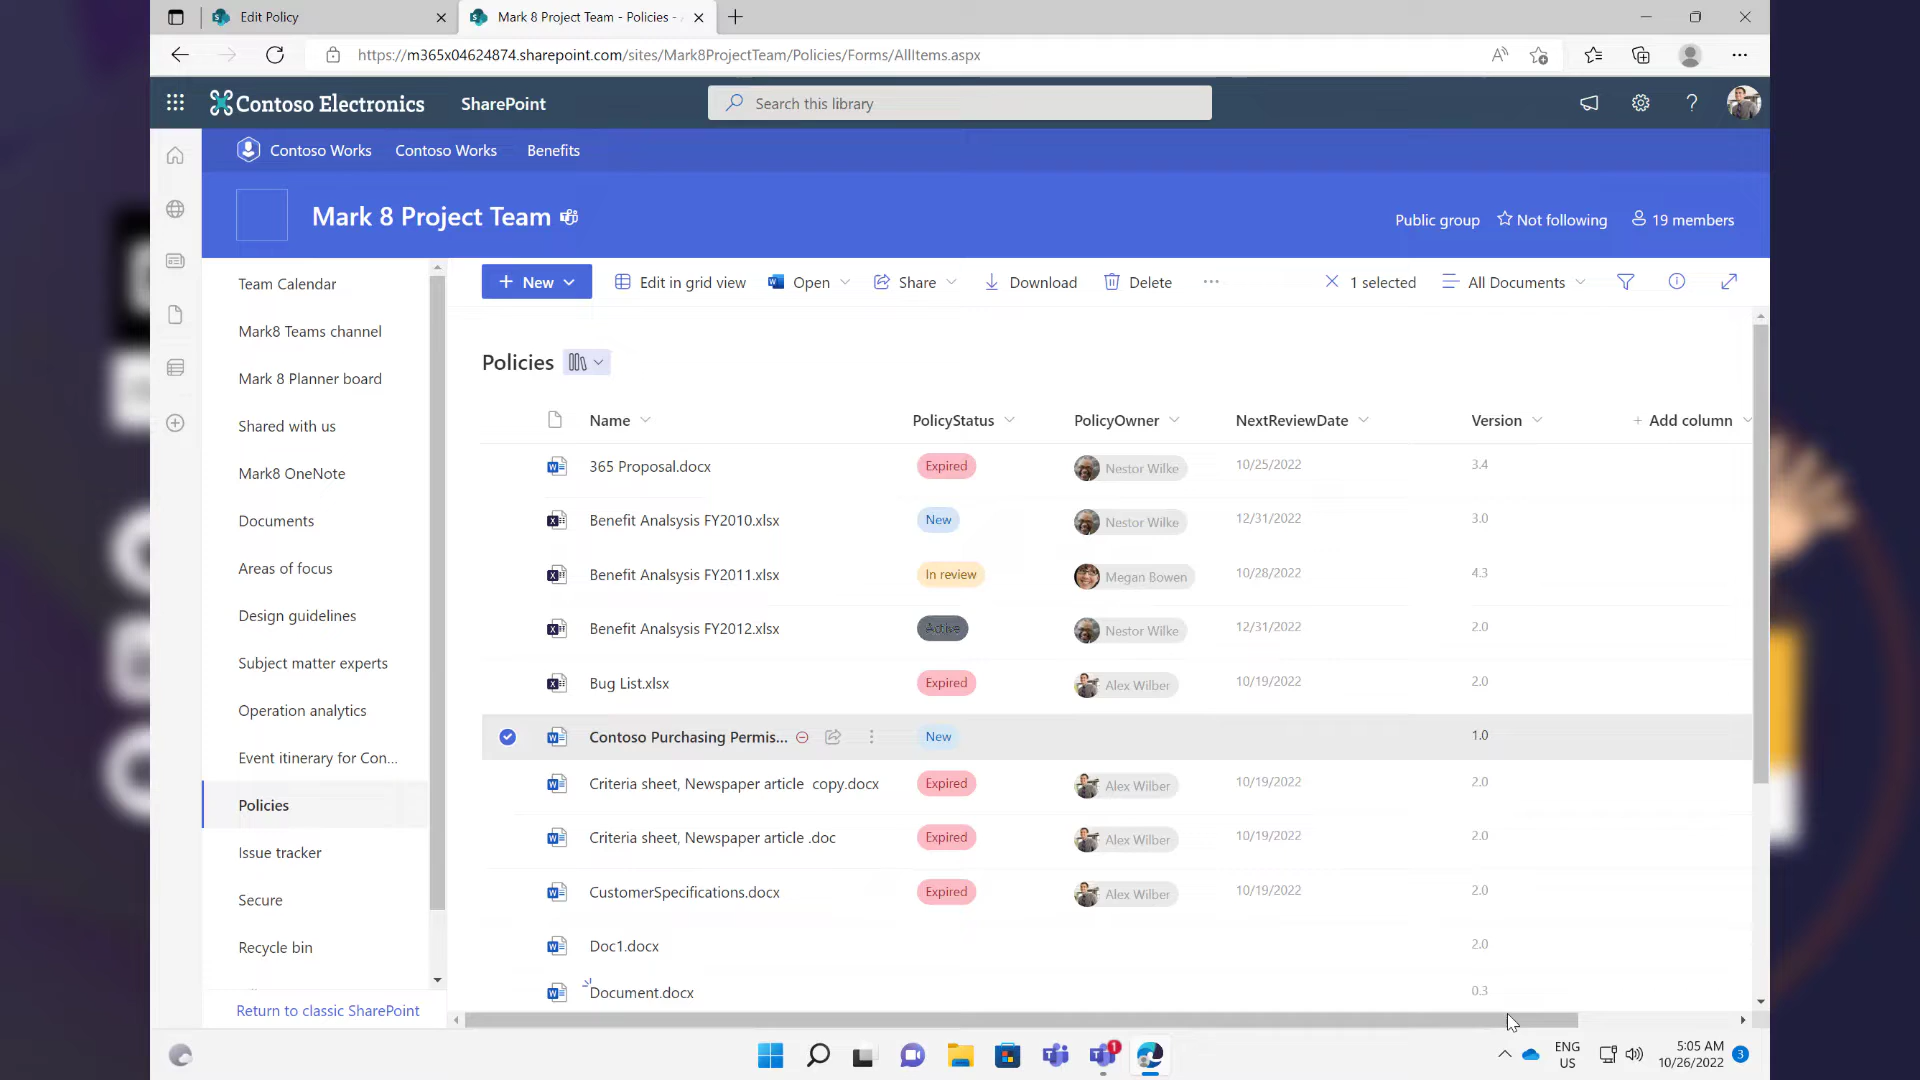 Edit Policy
Mark 8 Project Team - Policies -
https://m365x04624874.sharepoint.com/sites/Mark8ProjectTeam/Policies/Forms/AllItems.aspx
Contoso Electronics
SharePoint
Search this library
Contoso Works
Contoso Works
Benefits
Mark 8 Project Team
Public group
Not following
19 members
Team Calendar
Mark8 Teams channel
Mark 8 Planner board
Shared with us
Mark8 OneNote
Documents
Areas of focus
Design guidelines
Subject matter experts
Operation analytics
Event itinerary for Con...
Policies
Issue tracker
Secure
Recycle bin
Return to classic SharePoint
+ New
Edit in grid view
Open
Share
Download
Delete
...
1 selected
All Documents
Policies
Name PolicyStatus PolicyOwner NextReviewDate Version + Add column
365 Proposal.docx Expired Nestor Wilke 10/25/2022 3.4
Benefit Analsysis FY2010.xlsx New Nestor Wilke 12/31/2022 3.0
Benefit Analsysis FY2011.xlsx In review Megan Bowen 10/28/2022 4.3
Benefit Analsysis FY2012.xlsx Active Nestor Wilke 12/31/2022 2.0
Bug List.xlsx Expired Alex Wilber 10/19/2022 2.0
Contoso Purchasing Permis... New 1.0
Criteria sheet, Newspaper article copy.docx Expired Alex Wilber 10/19/2022 2.0
Criteria sheet, Newspaper article .doc Expired Alex Wilber 10/19/2022 2.0
CustomerSpecifications.docx Expired Alex Wilber 10/19/2022 2.0
Doc1.docx 2.0
Document.docx 0.3
1
ENG
US
5:05 AM
10/26/2022
3